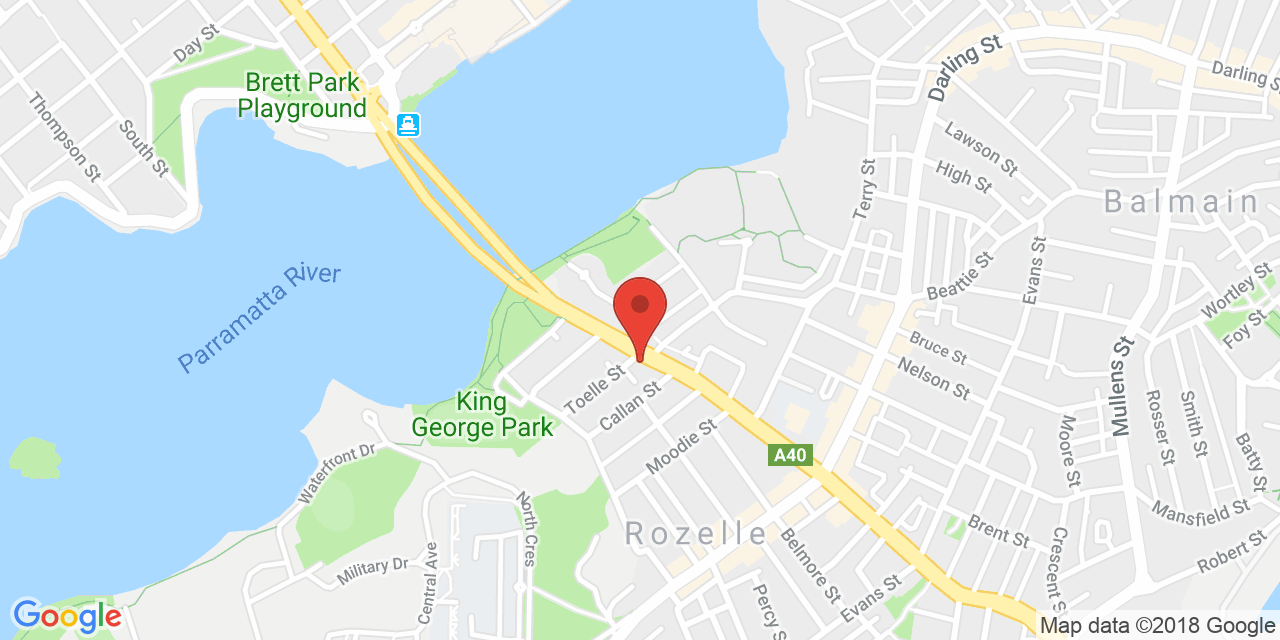 Day St
Brett Park
Playground
Thompson St
South St
Darling St
Darling S
Lawson St
High St
Terry St
Balmain
Evans St
Beattie St
Wortley St
Foy St
Parramatta River
Bruce St
Nelson St
Mullens St
Toelle St
Callan St
King
George Park
Moodie St
Rosser St
Smith St
Moore St
Batty St
A40
Waterfront Dr
North Cres
Mansfield St
Rozelle
Brent St
Belmore St
Crescent S
Robert St
Central Ave
Military Dr
Percy S
Evans St
Google
Map data ©2018 Google